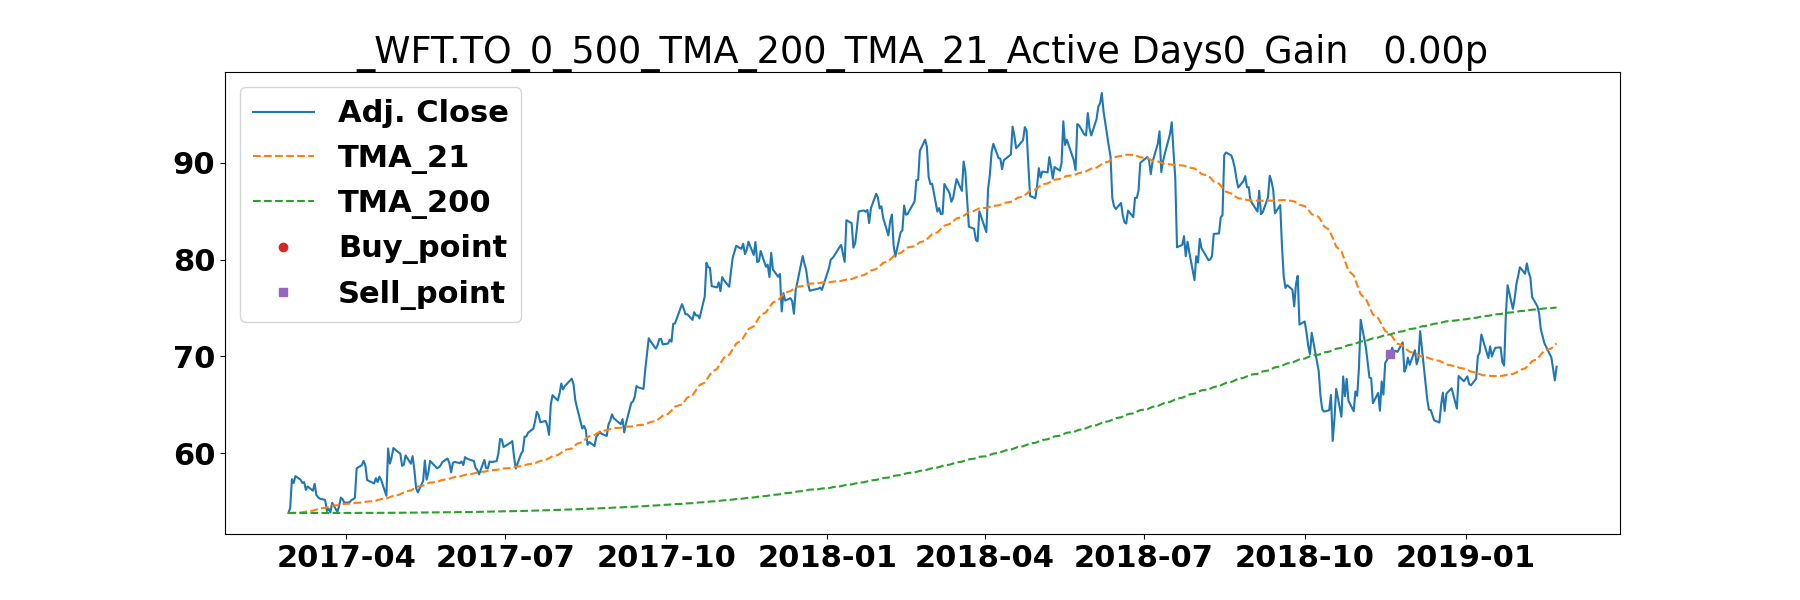 _WFT.TO_0_500_TMA_200_TMA_21_Active Days0_Gain   0.00p
Adj. Close
TMA_21
TMA_200
Buy_point
Sell_point
90
80
70
60
2017-04 2017-07 2017-10 2018-01 2018-04 2018-07 2018-10 2019-01